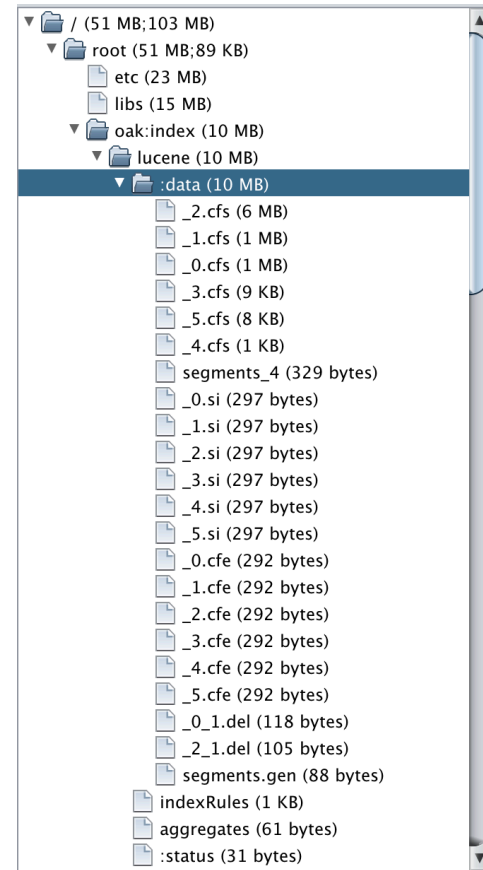 / (51 MB;103 MB)
root (51 MB;89 KB)
etc (23 MB)
libs (15 MB)
oak:index (10 MB)
lucene (10 MB)
:data (10 MB)
_2.cfs (6 MB)
_1.cfs (1 MB)
_0.cfs (1 MB)
_3.cfs (9 KB)
_5.cfs (8 KB)
_4.cfs (1 KB)
segments_4 (329 bytes)
_0.si (297 bytes)
_1.si (297 bytes)
_2.si (297 bytes)
_3.si (297 bytes)
_4.si (297 bytes)
_5.si (297 bytes)
_0.cfe (292 bytes)
_1.cfe (292 bytes)
_2.cfe (292 bytes)
_3.cfe (292 bytes)
_4.cfe (292 bytes)
_5.cfe (292 bytes)
_0_1.del (118 bytes)
_2_1.del (105 bytes)
segments.gen (88 bytes)
indexRules (1 KB)
aggregates (61 bytes)
:status (31 bytes)